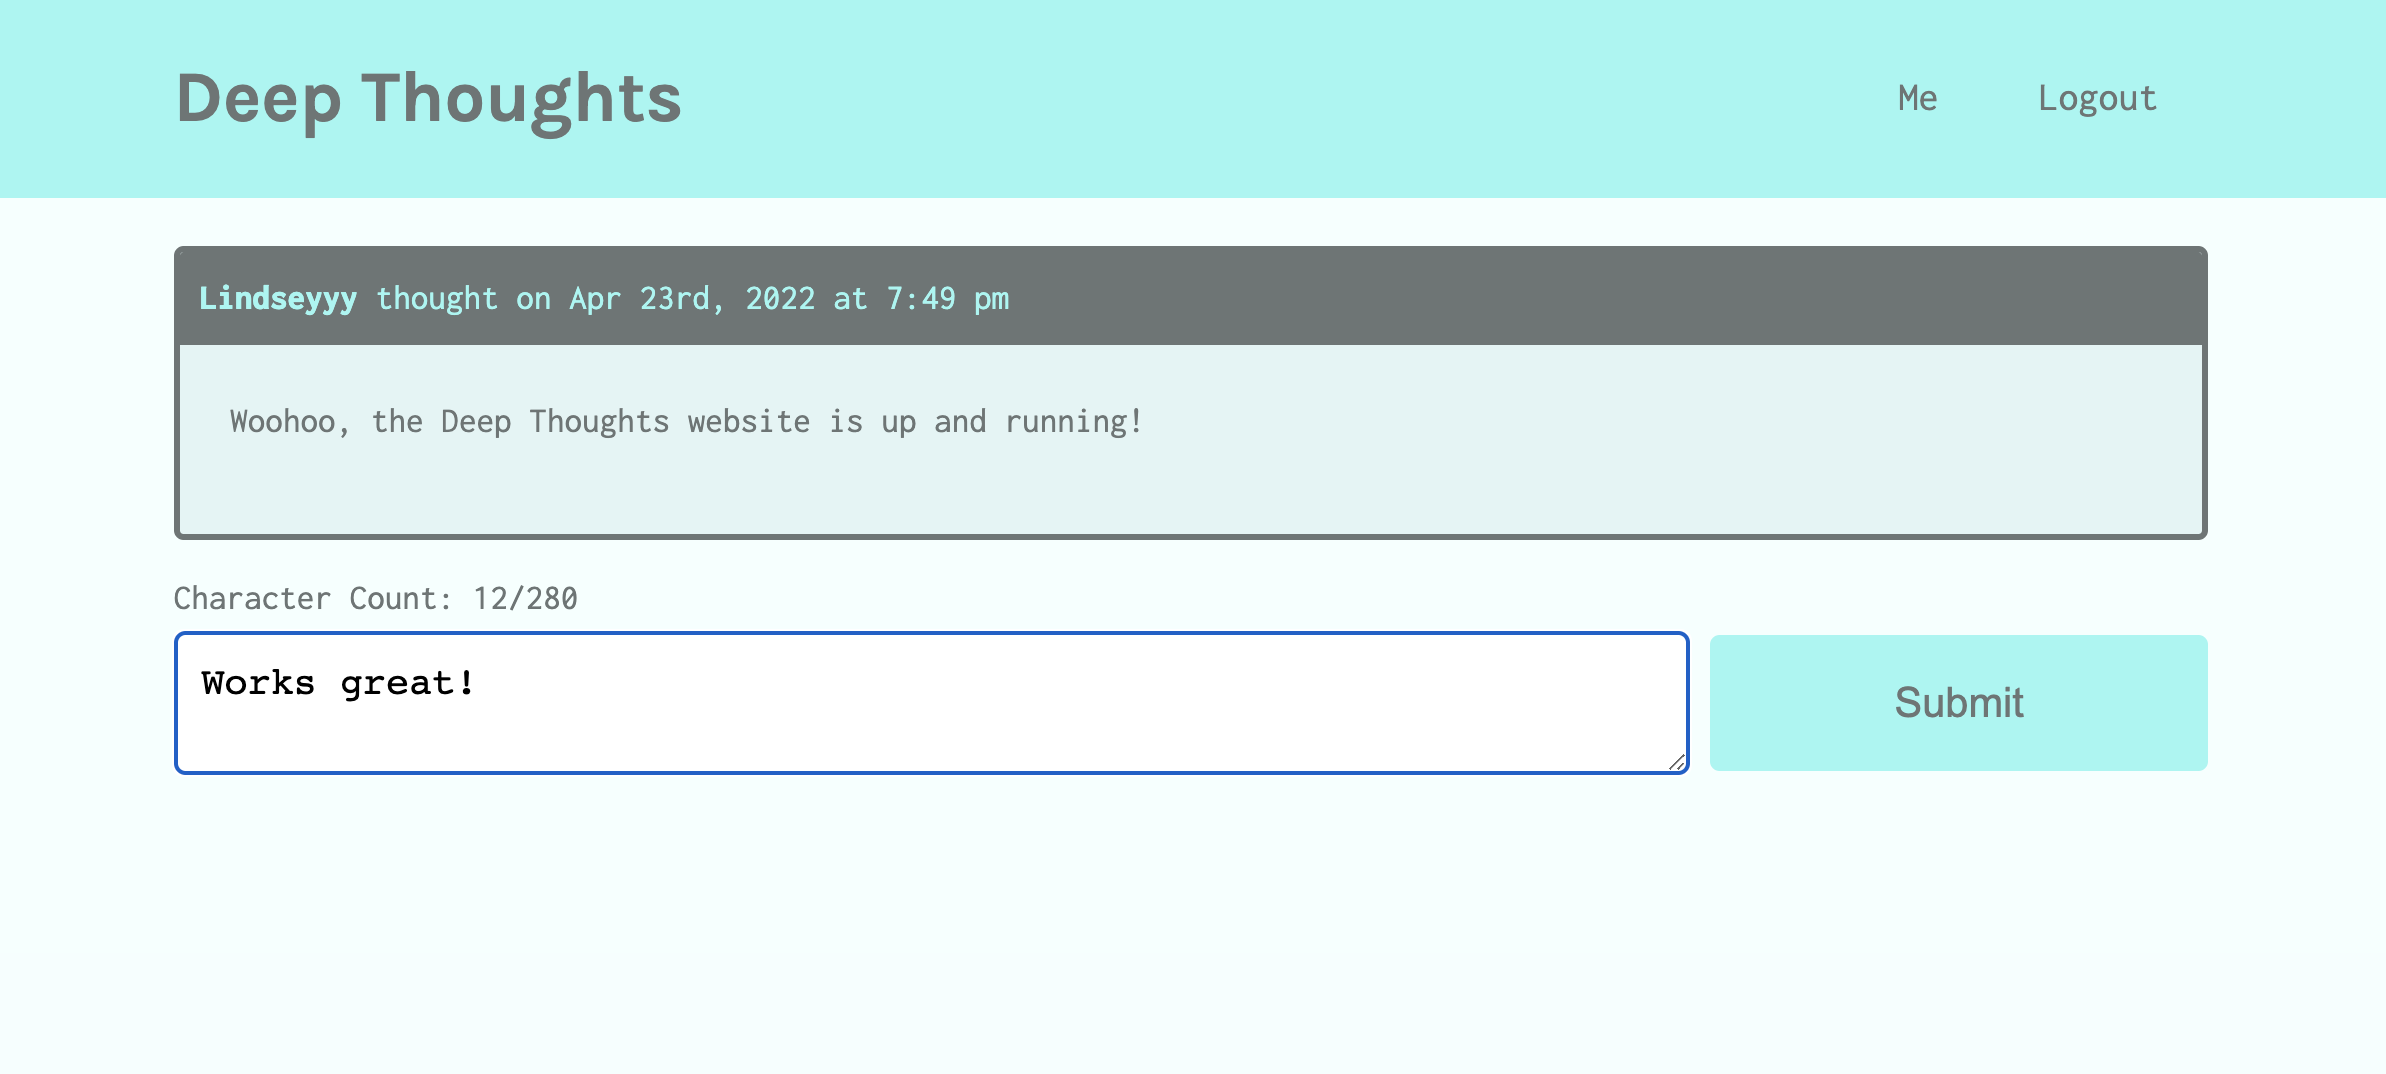 Deep Thoughts
Me Logout
Lindseyyy thought on Apr 23rd, 2022 at 7:49 pm
Woohoo, the Deep Thoughts website is up and running!
Character Count: 12/280
Works great!
Submit